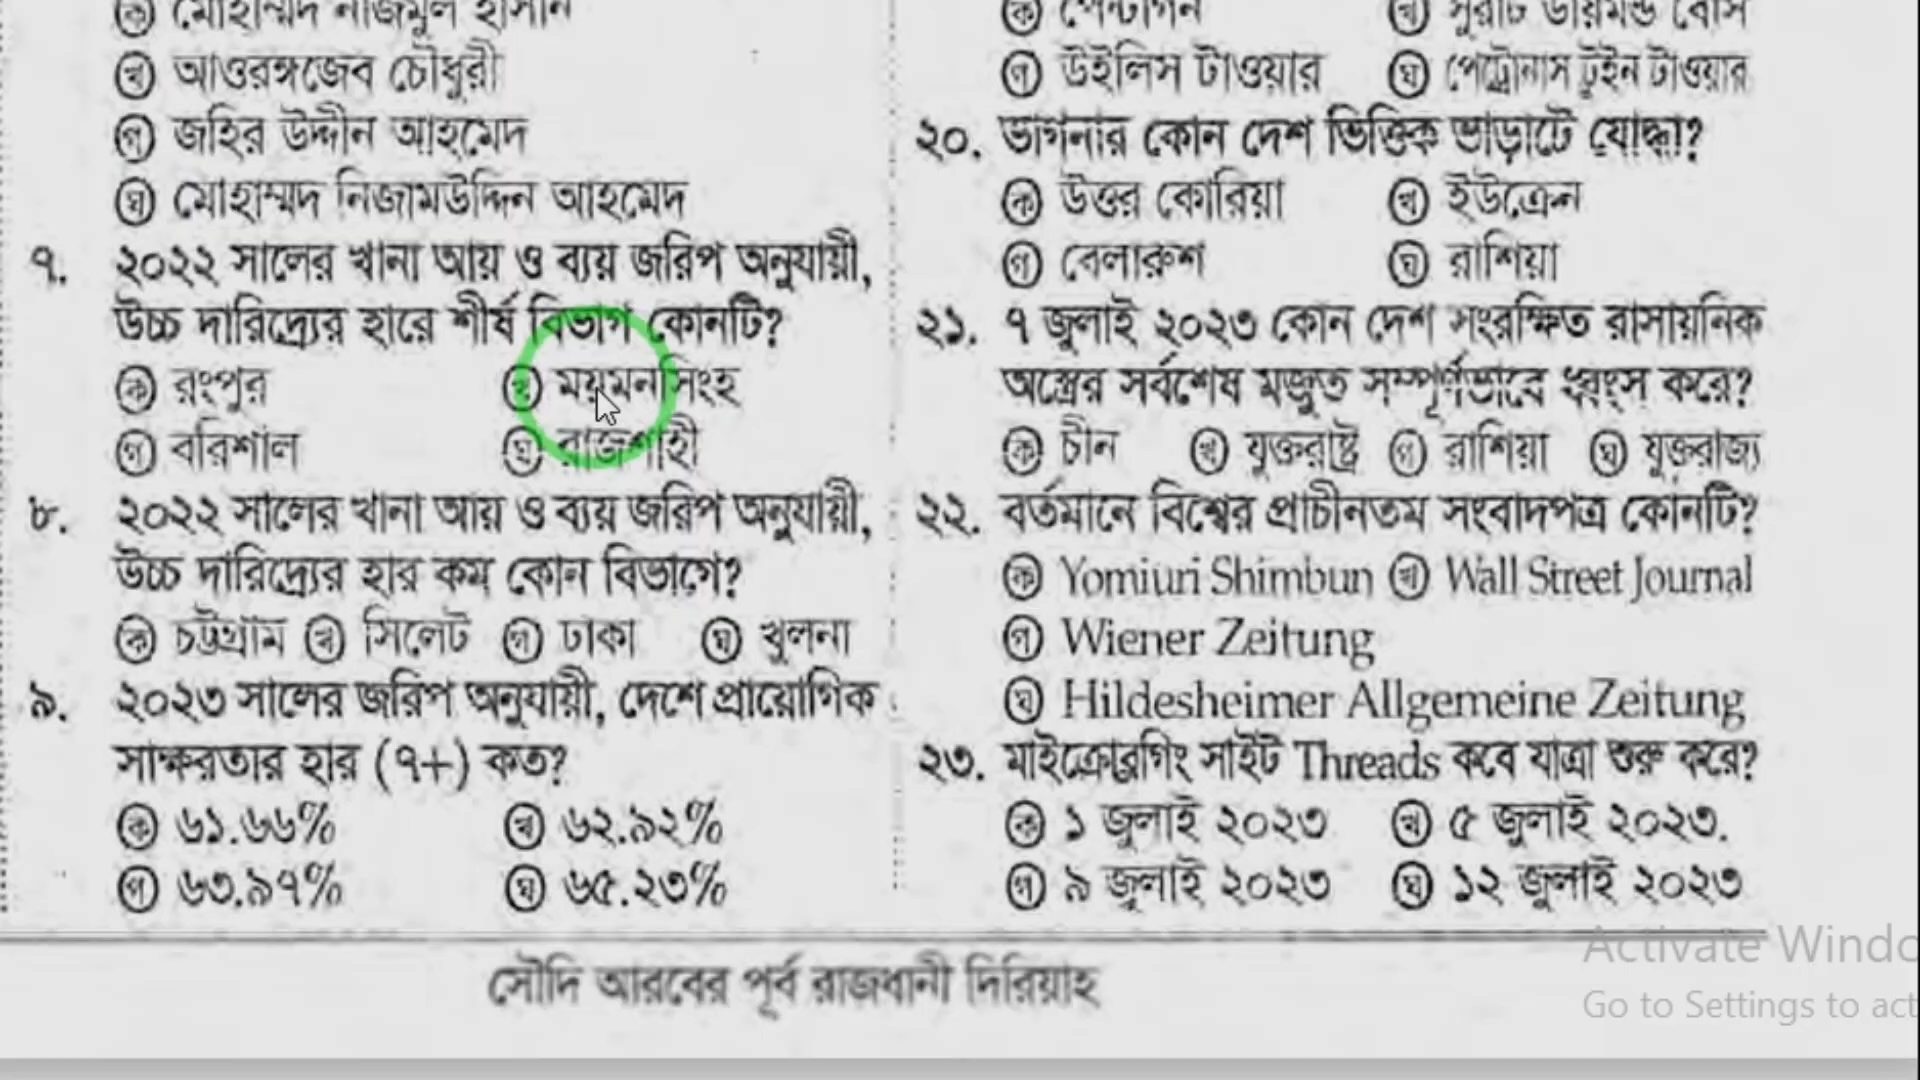 ক মোহাম্মদ নাজমুল হাসান
খ আওরঙ্গজেব চৌধুরী
গ জহির উদ্দীন আহমেদ
ঘ মোহাম্মদ নিজামউদ্দিন আহমেদ
৭. ২০২২ সালের খানা আয় ও ব্যয় জরিপ অনুযায়ী,
উচ্চ দারিদ্র্যের হারে শীর্ষ বিভাগ কোনটি?
ক রংপুর খ ময়মনসিংহ
গ বরিশাল ঘ রাজশাহী
৮. ২০২২ সালের খানা আয় ও ব্যয় জরিপ অনুযায়ী,
উচ্চ দারিদ্র্যের হার কম কোন বিভাগে?
ক চট্টগ্রাম খ সিলেট গ ঢাকা ঘ খুলনা
৯. ২০২৩ সালের জরিপ অনুযায়ী, দেশে প্রায়োগিক
সাক্ষরতার হার (৭+) কত?
ক ৬১.৬৬% খ ৬২.৯২%
গ ৬৩.৯৭% ঘ ৬৫.২৩%
ক পেন্টাগন খ সুরাট ডায়মন্ড বোর্স
গ উইলিস টাওয়ার ঘ পেট্রোনাস টুইন টাওয়ার
২০. ভাগনার কোন দেশ ভিত্তিক ভাড়াটে যোদ্ধা?
ক উত্তর কোরিয়া খ ইউক্রেন
গ বেলারুশ ঘ রাশিয়া
২১. ৭ জুলাই ২০২৩ কোন দেশ সংরক্ষিত রাসায়নিক
অস্ত্রের সর্বশেষ মজুত সম্পূর্ণভাবে ধ্বংস করে?
ক চীন খ যুক্তরাষ্ট্র গ রাশিয়া ঘ যুক্তরাজ্য
২২. বর্তমানে বিশ্বের প্রাচীনতম সংবাদপত্র কোনটি?
ক Yomiuri Shimbun খ Wall Street Journal
গ Wiener Zeitung
ঘ Hildesheimer Allgemeine Zeitung
২৩. মাইক্রোব্লগিং সাইট Threads কবে যাত্রা শুরু করে?
ক ১ জুলাই ২০২৩ খ ৫ জুলাই ২০২৩.
গ ৯ জুলাই ২০২৩ ঘ ১২ জুলাই ২০২৩
সৌদি আরবের পূর্ব রাজধানী দিরিয়াহ
Activate Windo
Go to Settings to act